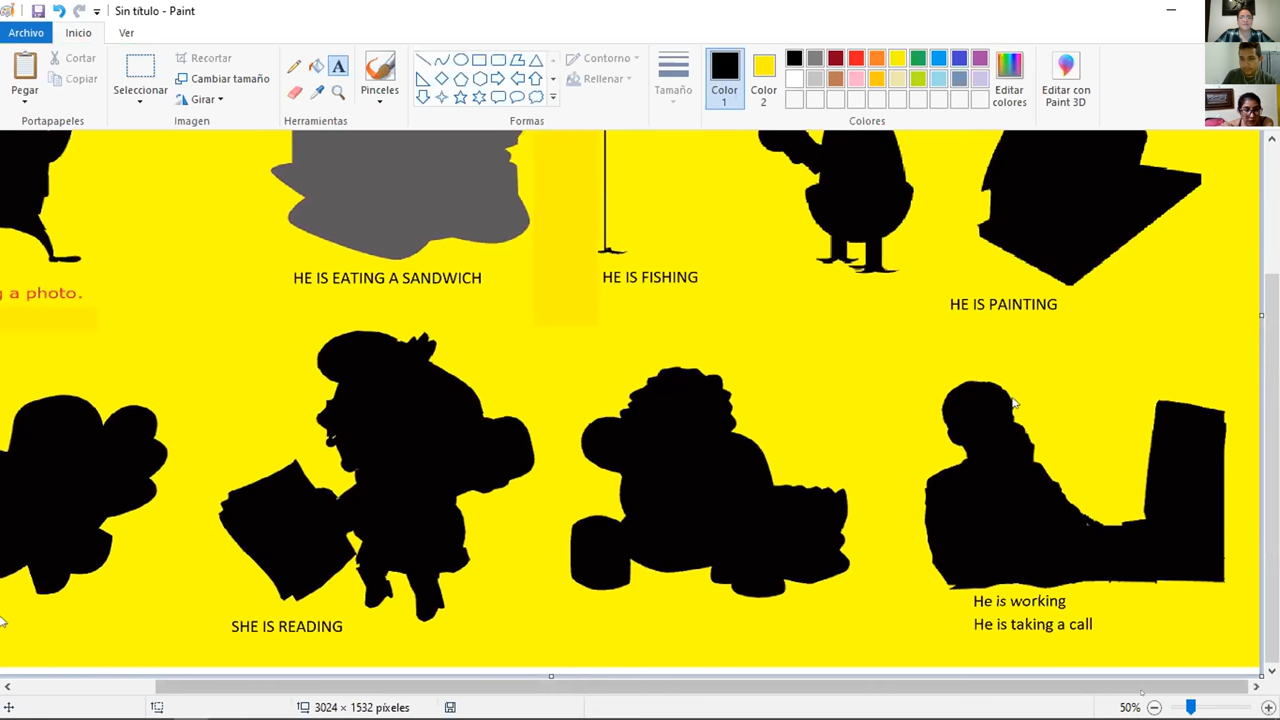 Sin título - Paint
Archivo Inicio Ver
Pegar
Cortar
Copiar
Portapapeles
Seleccionar
Recortar
Cambiar tamaño
Girar
Imagen
A
Herramientas
Pinceles
Contorno
Rellenar
Formas
Tamaño
Color 1
Color 2
Editar colores
Editar con Paint 3D
Colores
HE IS EATING A SANDWICH
HE IS FISHING
g a photo.
HE IS PAINTING
He is working
He is taking a call
SHE IS READING
3024 × 1532 píxeles
50%